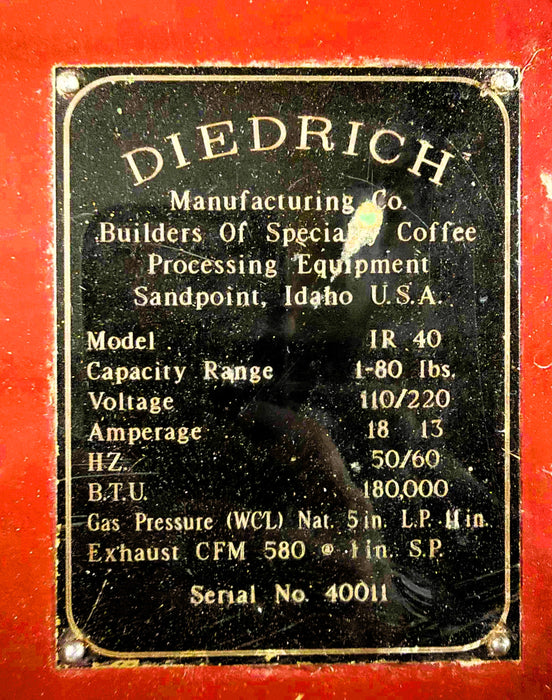 DIEDRICH
Manufacturing Co.
Builders Of Specialty Coffee
Processing Equipment
Sandpoint, Idaho U.S.A.
Model IR 40
Capacity Range 1-80 lbs.
Voltage 110/220
Amperage 18 13
HZ. 50/60
B.T.U. 180,000
Gas Pressure (WCL) Nat. 5in. L.P. 11in.
Exhaust CFM 580 @ .1in. S.P.
Serial No. 40011